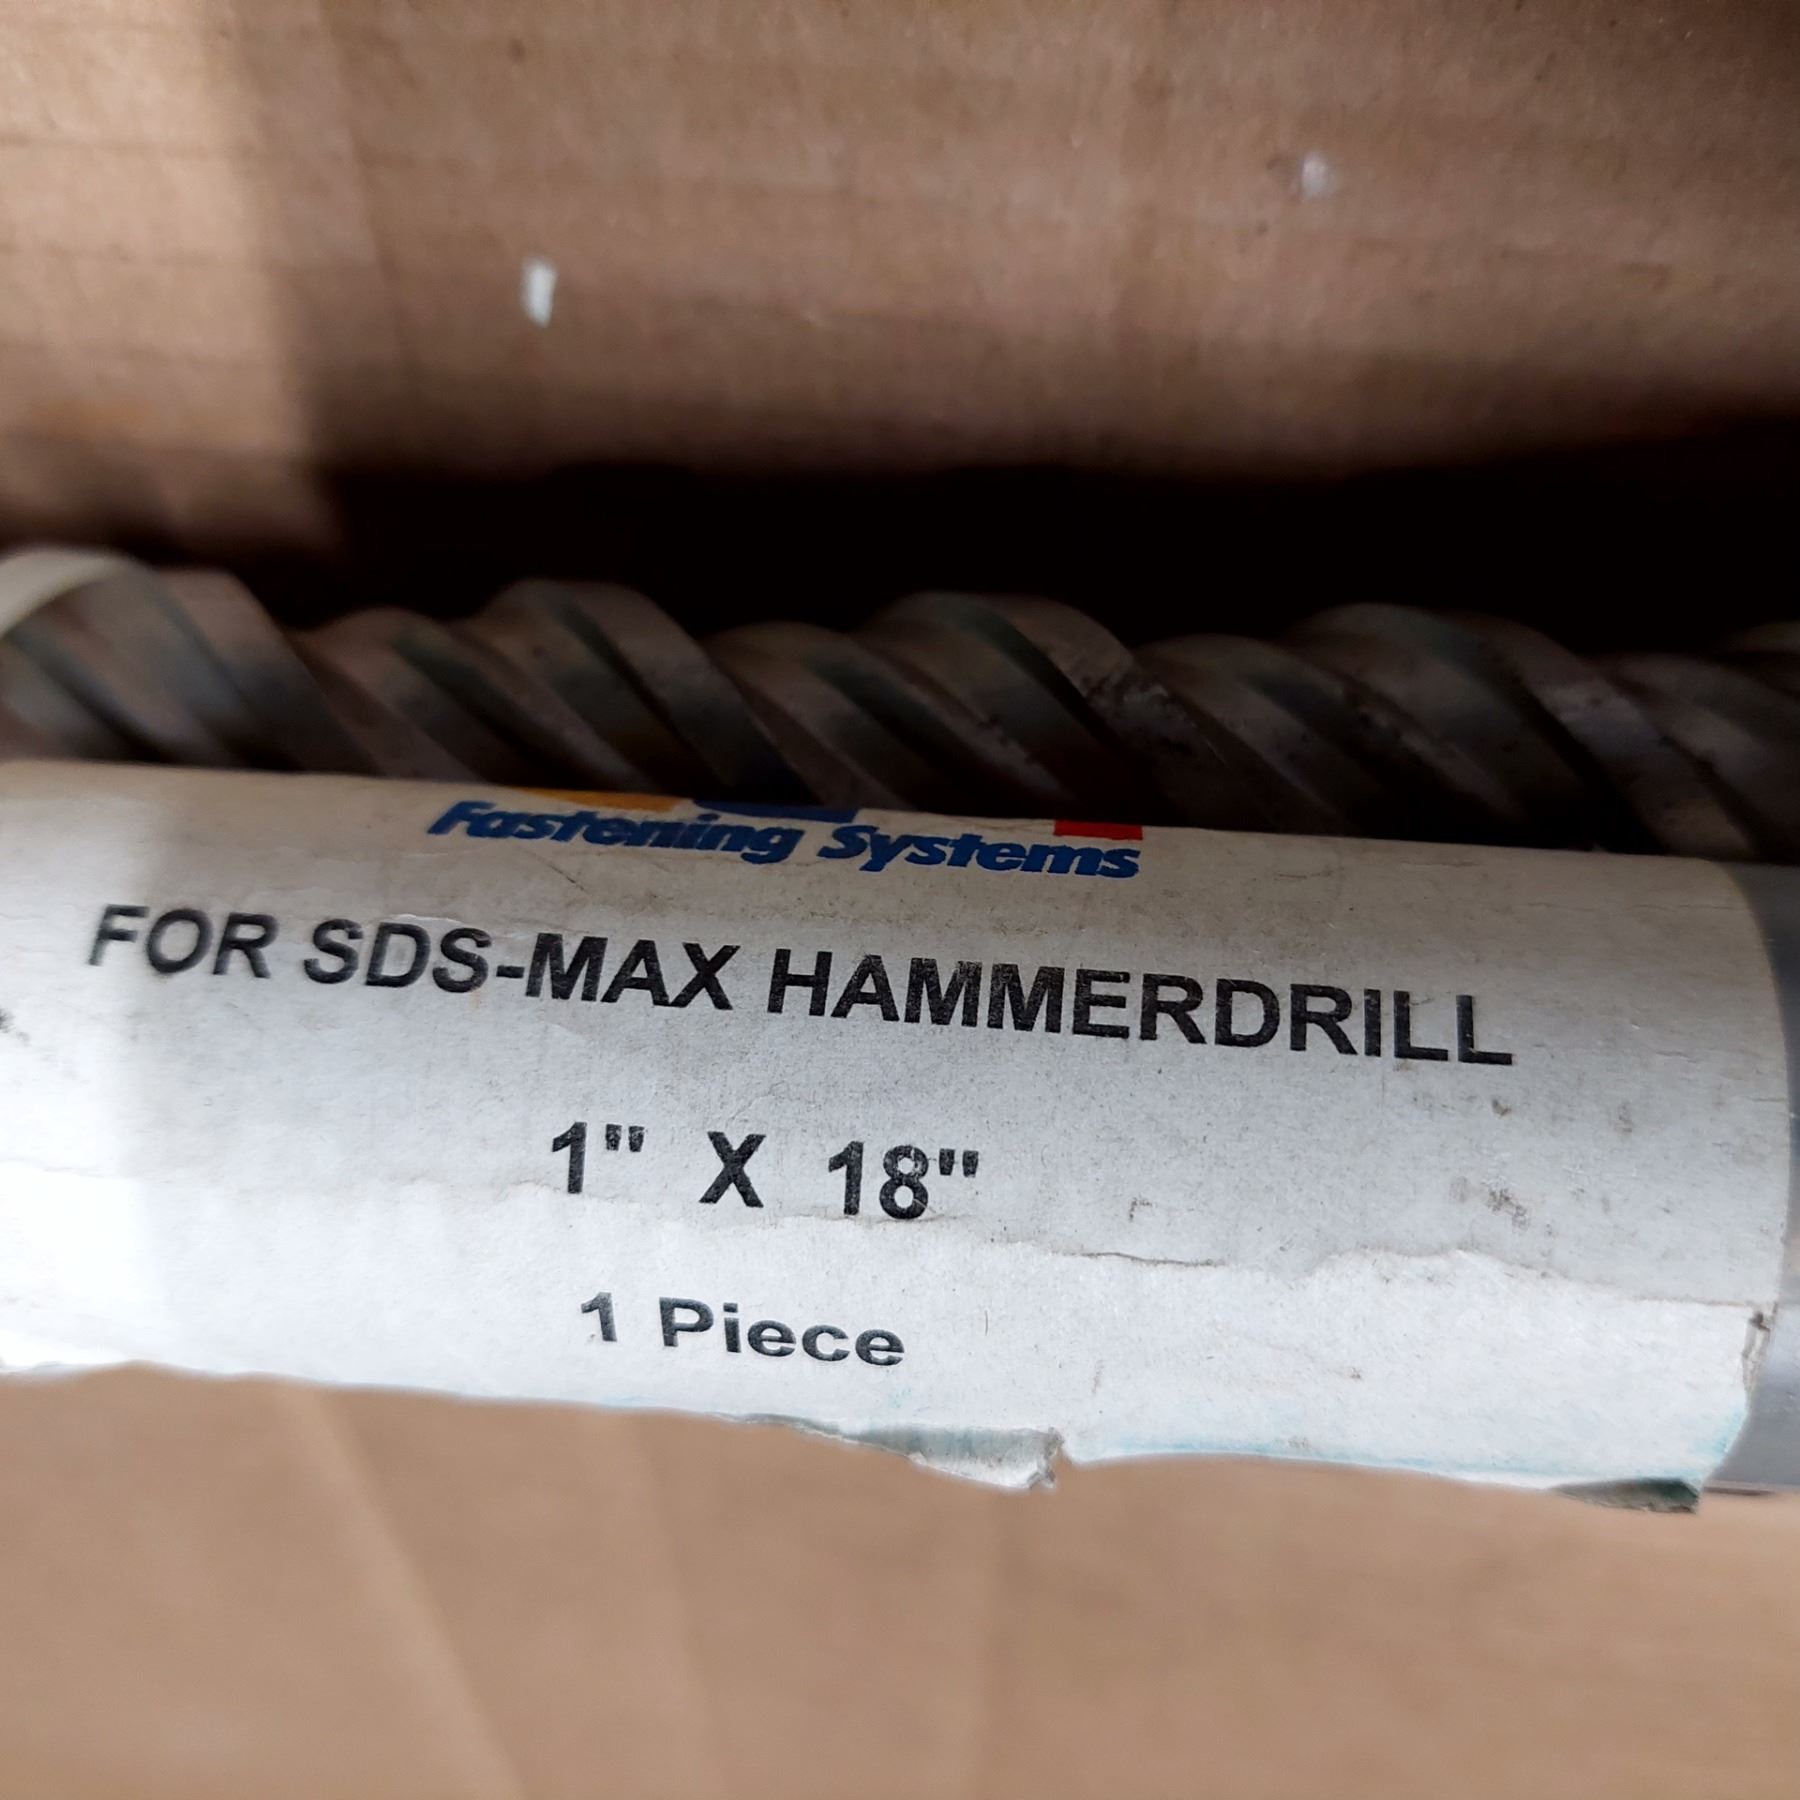 Fastening Systems
FOR SDS-MAX HAMMERDRILL
1" X 18"
1 Piece